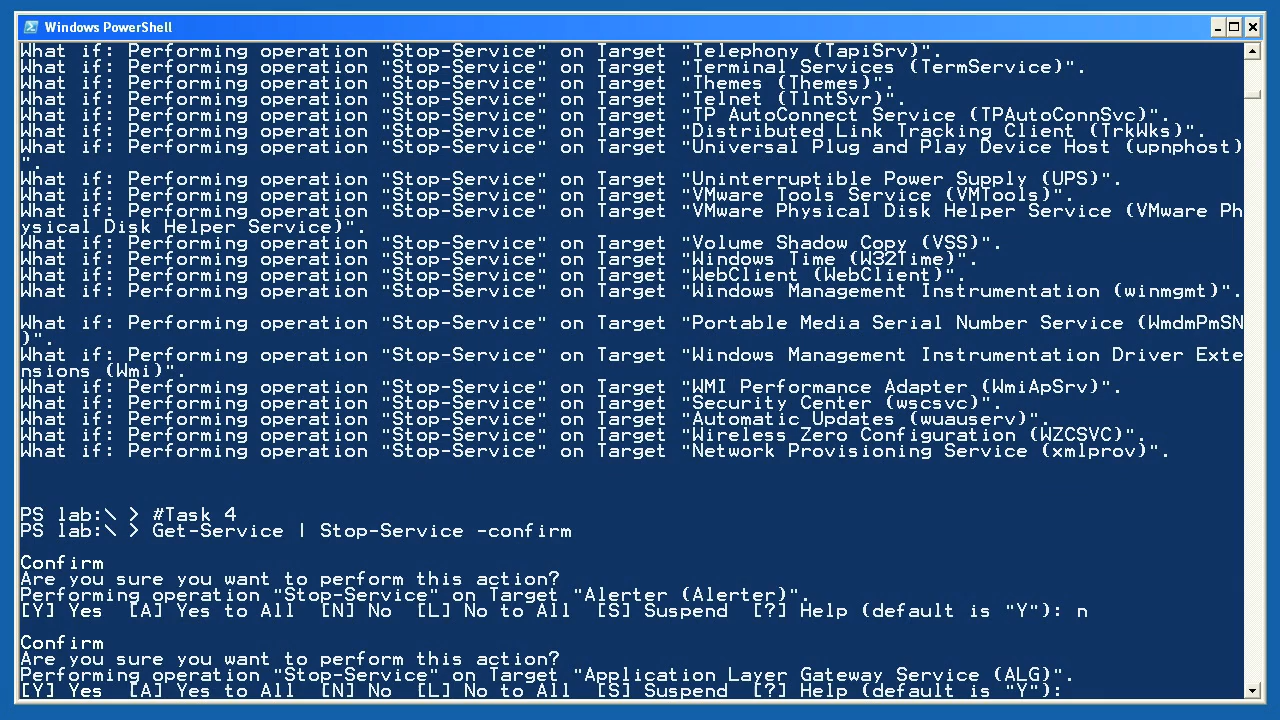 Windows PowerShell
What if: Performing operation "Stop-Service" on Target "Telephony (TapiSrv)".
What if: Performing operation "Stop-Service" on Target "Terminal Services (TermService)".
What if: Performing operation "Stop-Service" on Target "Themes (Themes)".
What if: Performing operation "Stop-Service" on Target "Telnet (TlntSvr)".
What if: Performing operation "Stop-Service" on Target "TP AutoConnect Service (TPAutoConnSvc)".
What if: Performing operation "Stop-Service" on Target "Distributed Link Tracking Client (TrkWks)".
What if: Performing operation "Stop-Service" on Target "Universal Plug and Play Device Host (upnphost)
".
What if: Performing operation "Stop-Service" on Target "Uninterruptible Power Supply (UPS)".
What if: Performing operation "Stop-Service" on Target "VMware Tools Service (VMTools)".
What if: Performing operation "Stop-Service" on Target "VMware Physical Disk Helper Service (VMware Ph
ysical Disk Helper Service)".
What if: Performing operation "Stop-Service" on Target "Volume Shadow Copy (VSS)".
What if: Performing operation "Stop-Service" on Target "Windows Time (W32Time)".
What if: Performing operation "Stop-Service" on Target "WebClient (WebClient)".
What if: Performing operation "Stop-Service" on Target "Windows Management Instrumentation (winmgmt)".
What if: Performing operation "Stop-Service" on Target "Portable Media Serial Number Service (WmdmPmSN
)".
What if: Performing operation "Stop-Service" on Target "Windows Management Instrumentation Driver Exte
nsions (Wmi)".
What if: Performing operation "Stop-Service" on Target "WMI Performance Adapter (WmiApSrv)".
What if: Performing operation "Stop-Service" on Target "Security Center (wscsvc)".
What if: Performing operation "Stop-Service" on Target "Automatic Updates (wuauserv)".
What if: Performing operation "Stop-Service" on Target "Wireless Zero Configuration (WZCSVC)".
What if: Performing operation "Stop-Service" on Target "Network Provisioning Service (xmlprov)".
PS lab:\ > #Task 4
PS lab:\ > Get-Service | Stop-Service -confirm
Confirm
Are you sure you want to perform this action?
Performing operation "Stop-Service" on Target "Alerter (Alerter)".
[Y] Yes  [A] Yes to All  [N] No  [L] No to All  [S] Suspend  [?] Help (default is "Y"): n
Confirm
Are you sure you want to perform this action?
Performing operation "Stop-Service" on Target "Application Layer Gateway Service (ALG)".
[Y] Yes  [A] Yes to All  [N] No  [L] No to All  [S] Suspend  [?] Help (default is "Y"):